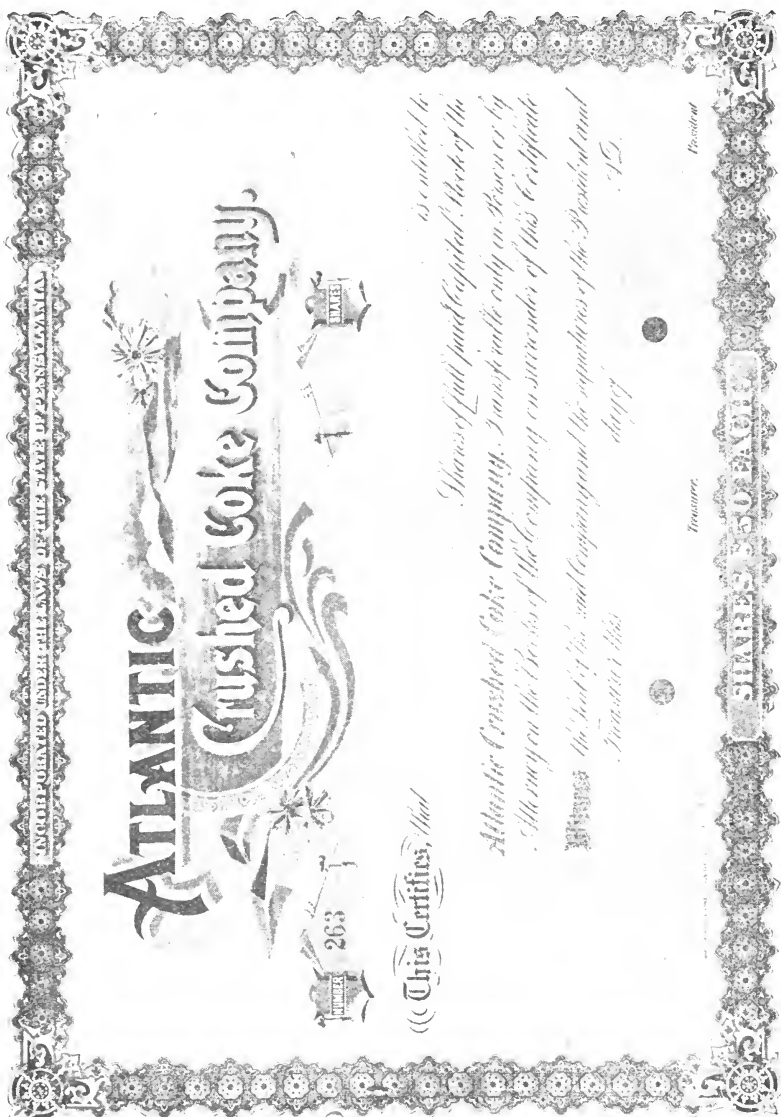 INCORPORATED UNDER THE LAWS OF THE STATE OF PENNSYLVANIA
ATLANTIC
Crushed Coke Company.
NUMBER 263
SHARES
This Certifies, that
is entitled to
Shares of full paid Capital Stock of the
Atlantic Crushed Coke Company. Transferable only in Person or by
Attorney on the Books of the Company on surrender of this Certificate
Witness the Seal of the said Company and the signatures of the President and
Treasurer this day of A.D.
Treasurer. President
SHARES $50 EACH